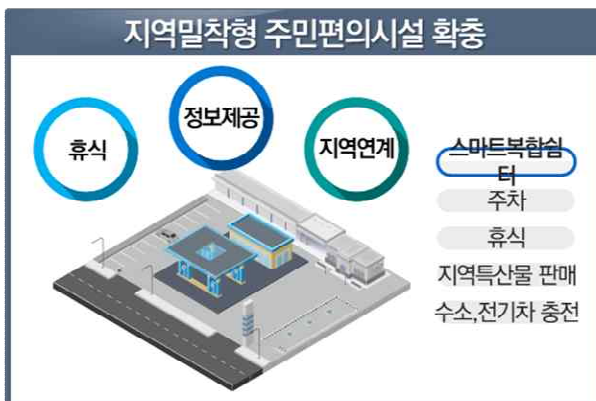 지역밀착형 주민편의시설 확충
휴식
정보제공
지역연계
스마트복합쉼
터
주차
휴식
지역특산물 판매
수소,전기차 충전